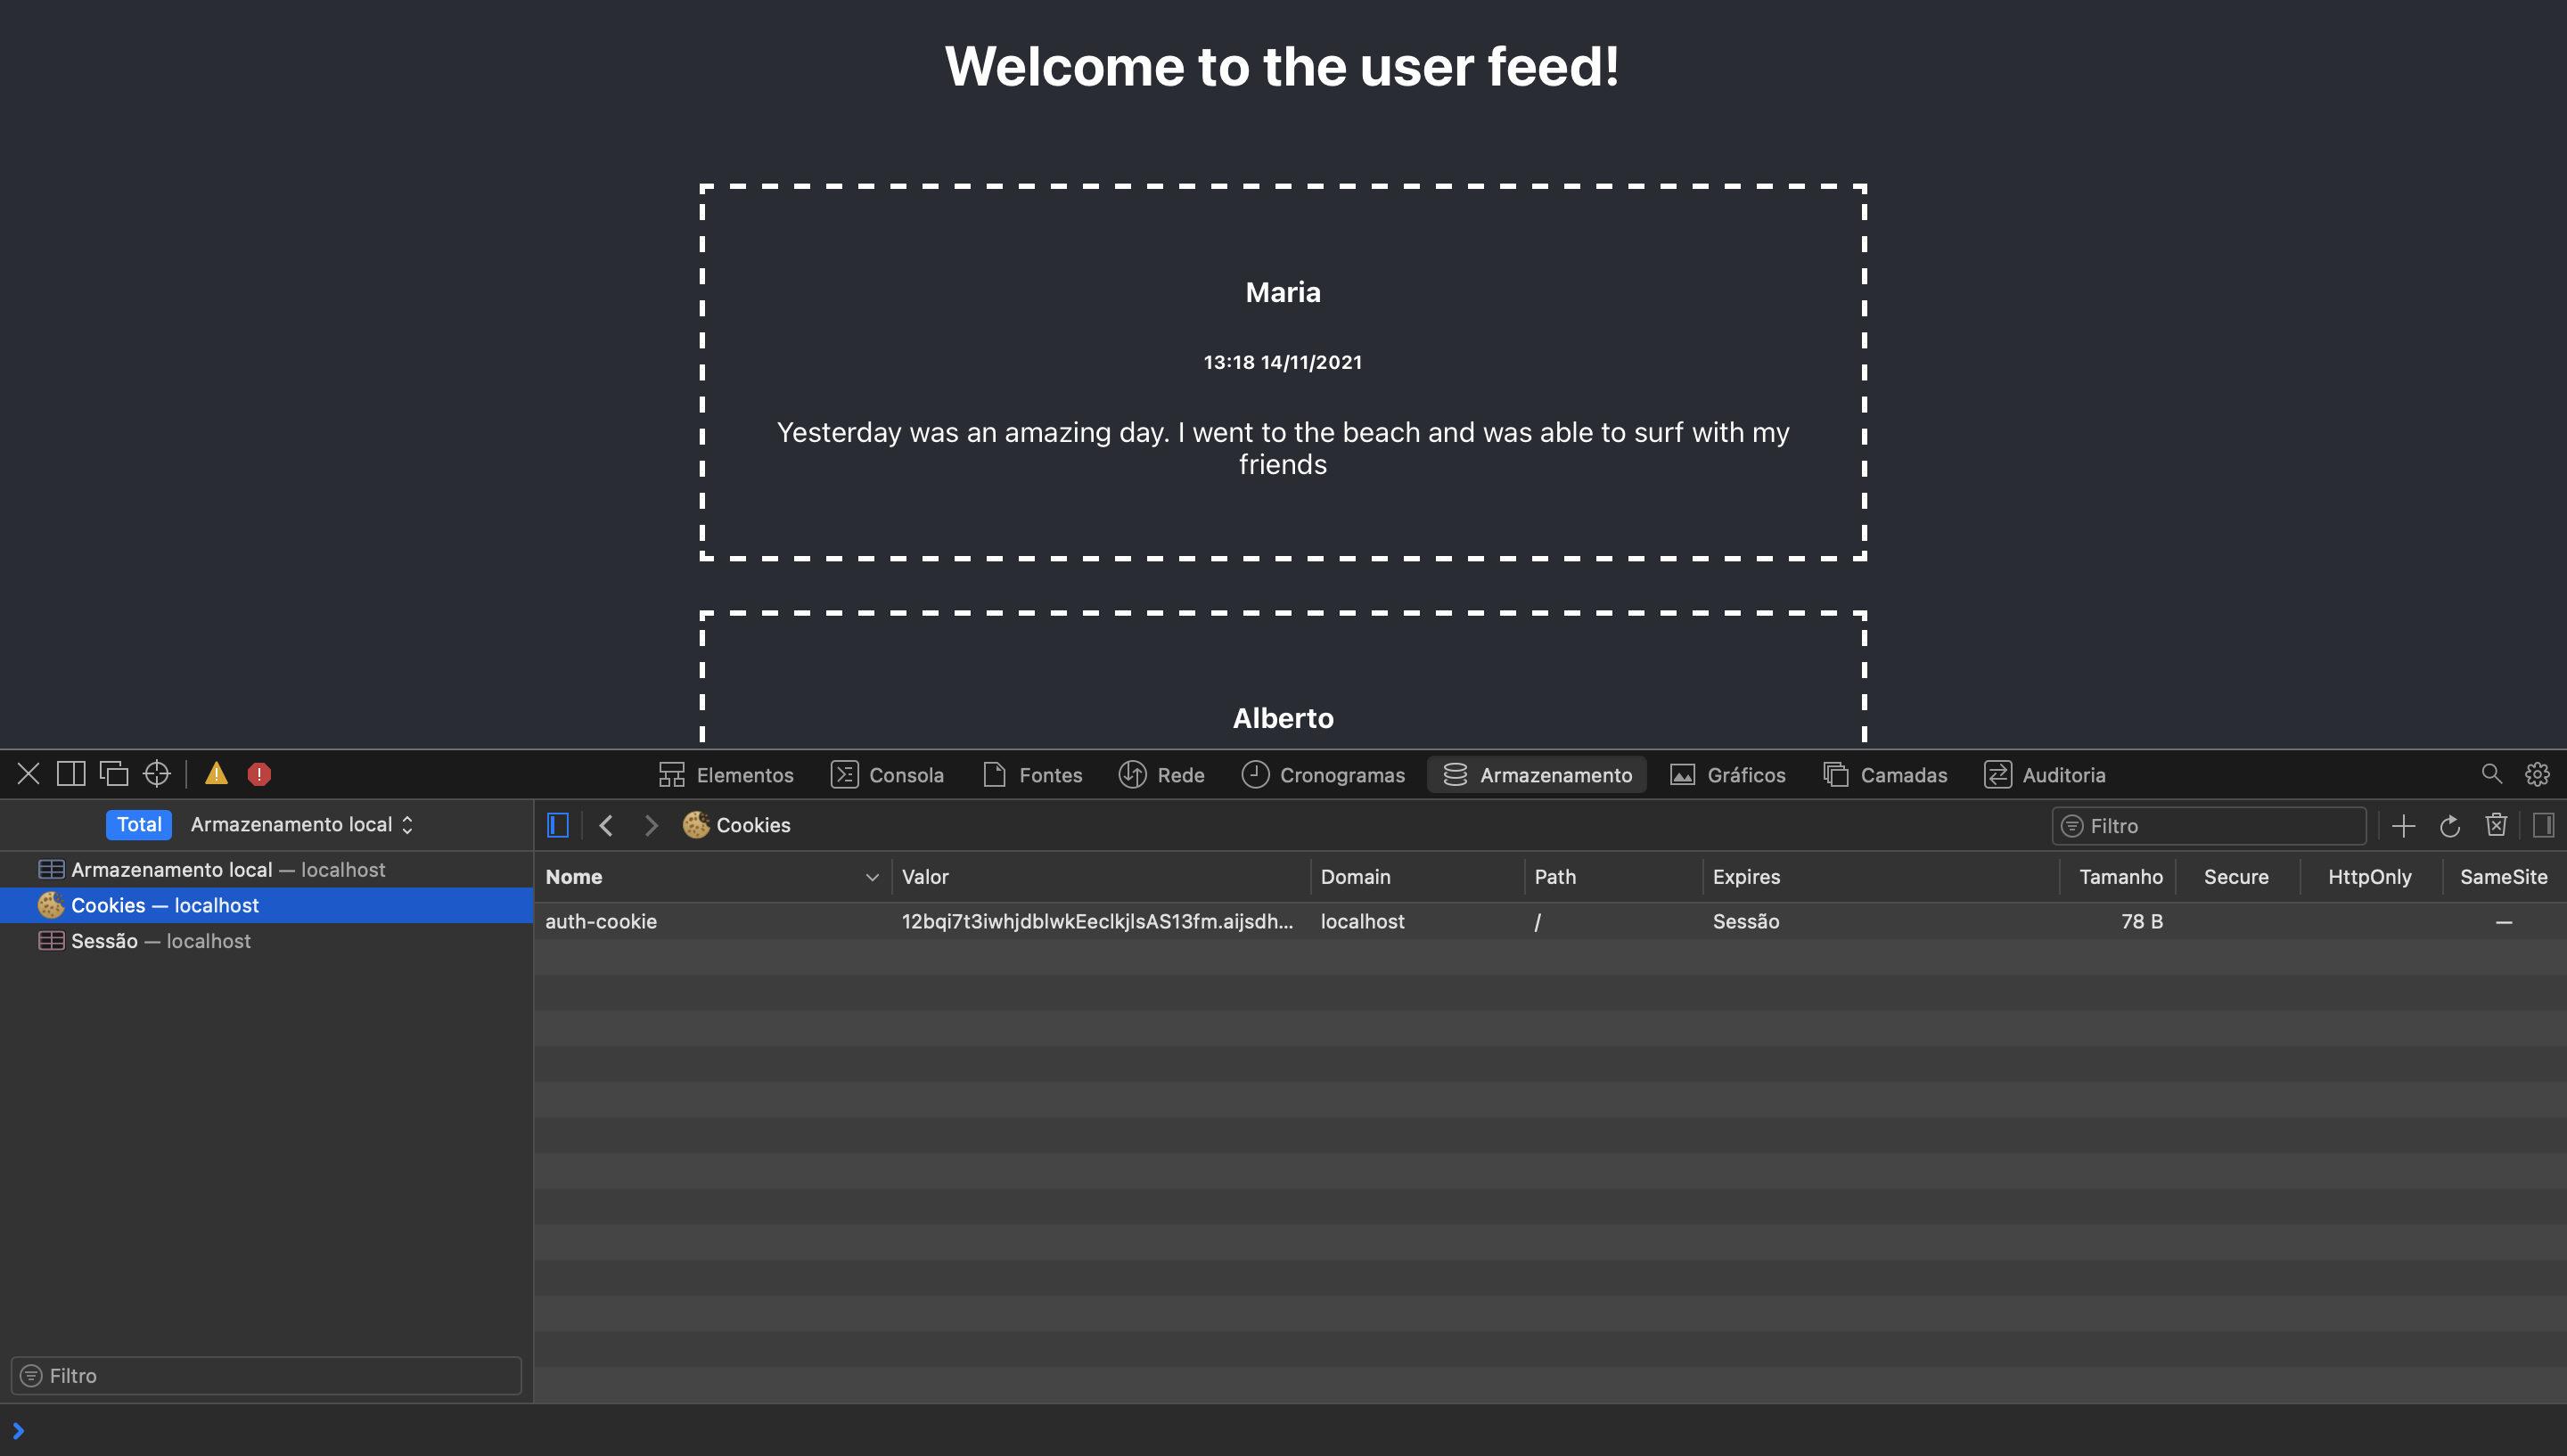 Welcome to the user feed!
Maria
13:18 14/11/2021
Yesterday was an amazing day. I went to the beach and was able to surf with my
friends
Alberto
Elementos Consola Fontes Rede Cronogramas Armazenamento Gráficos Camadas Auditoria
Total Armazenamento local
Cookies
Filtro
Armazenamento local — localhost
Cookies — localhost
Sessão — localhost
Nome Valor Domain Path Expires Tamanho Secure HttpOnly SameSite
auth-cookie 12bqi7t3iwhjdblwkEeclkjlsAS13fm.aijsdh... localhost / Sessão 78 B —
Filtro